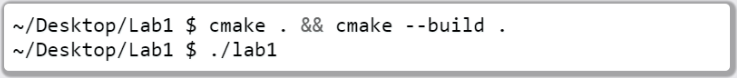 ~/Desktop/Lab1 $ cmake . && cmake --build .
~/Desktop/Lab1 $ ./lab1